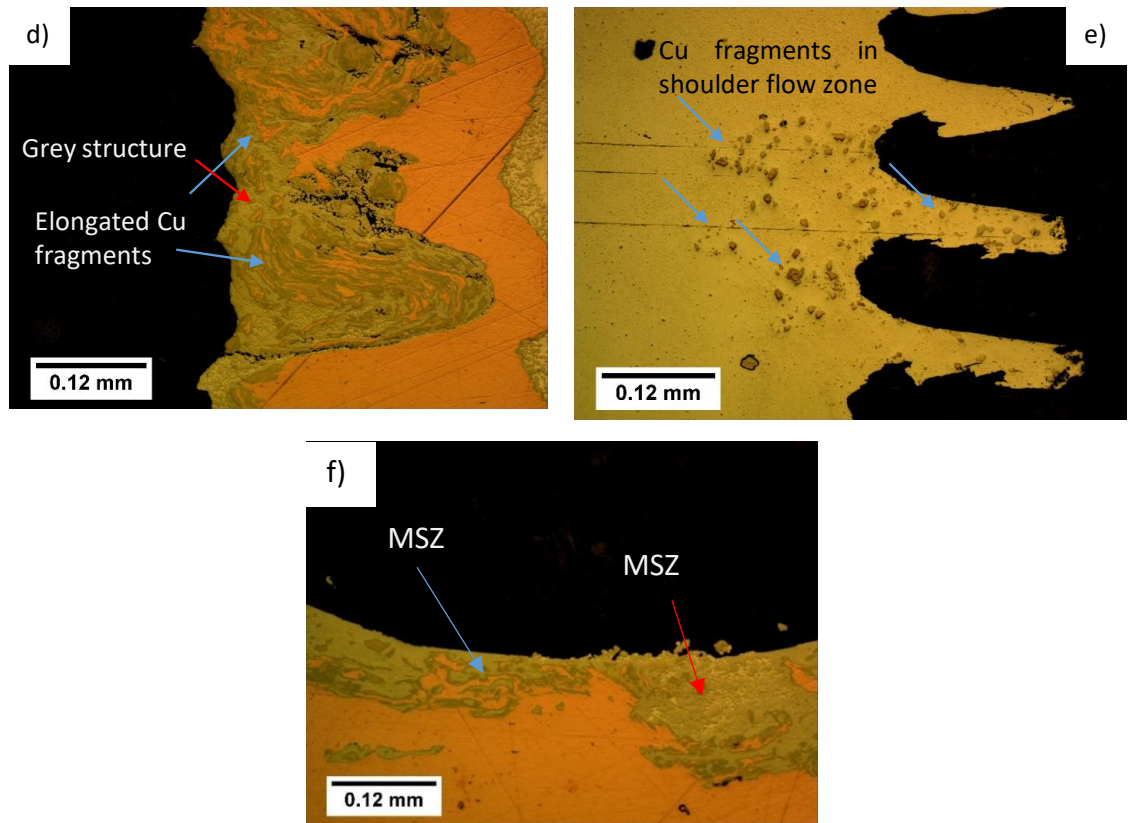 d)
Grey structure
Elongated Cu
fragments
0.12 mm
e)
Cu fragments in
shoulder flow zone
0.12 mm
f)
MSZ
MSZ
0.12 mm